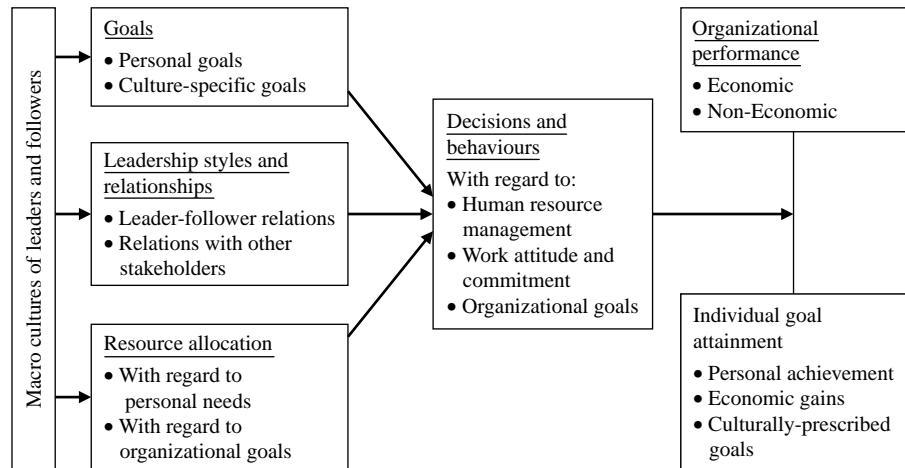 Macro cultures of leaders and followers
Goals
• Personal goals
• Culture-specific goals
Leadership styles and
relationships
• Leader-follower relations
• Relations with other
stakeholders
Resource allocation
• With regard to
personal needs
• With regard to
organizational goals
Decisions and
behaviours
With regard to:
• Human resource
management
• Work attitude and
commitment
• Organizational goals
Organizational
performance
• Economic
• Non-Economic
Individual goal
attainment
• Personal achievement
• Economic gains
• Culturally-prescribed
goals